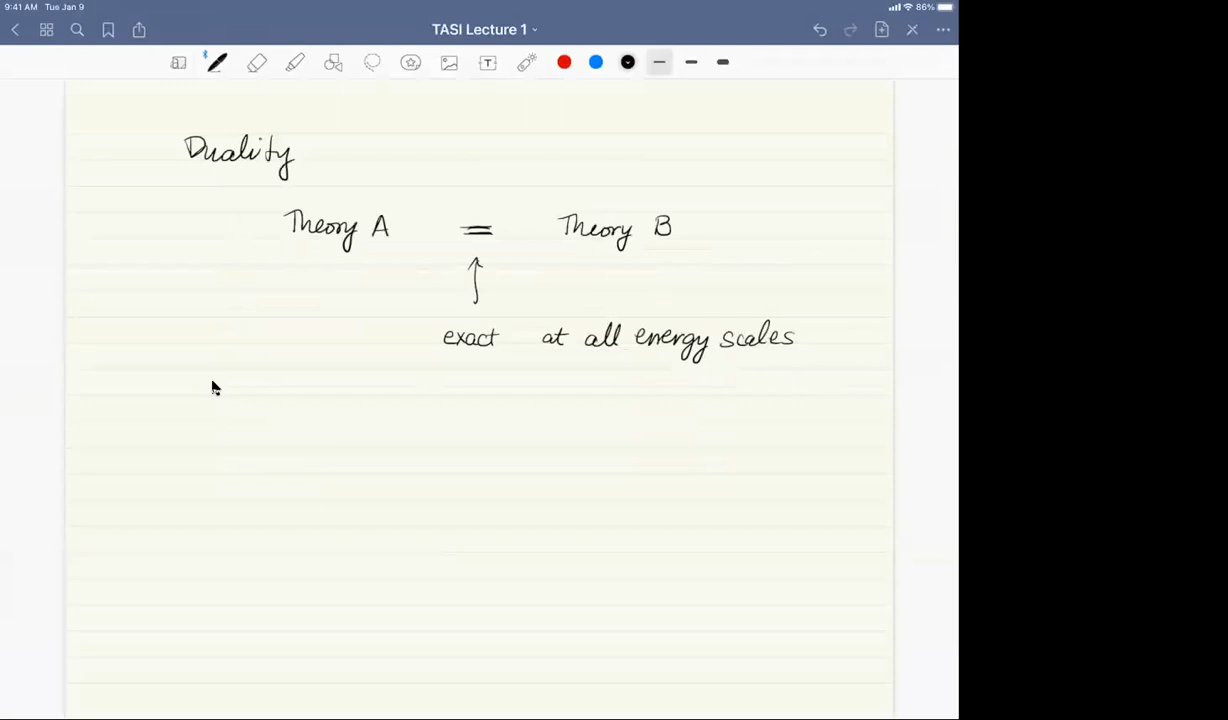 9:41 AM Tue Jan 9 86%
TASI Lecture 1
Duality
Theory A = Theory B
↑
exact at all energy scales